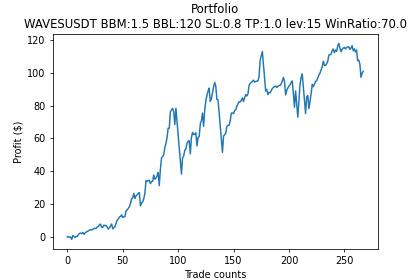 Portfolio
WAVESUSDT BBM:1.5 BBL:120 SL:0.8 TP:1.0 lev:15 WinRatio:70.0
120
100
80
60
40
20
0
Profit ($)
0 50 100 150 200 250
Trade counts